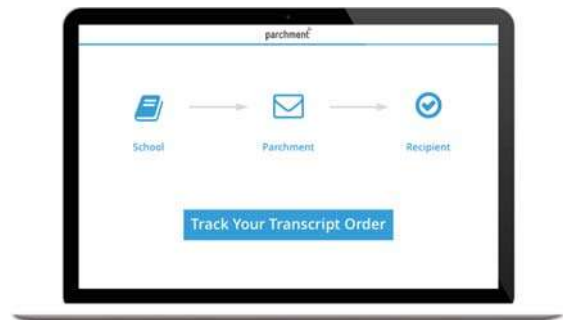 parchment
School
Parchment
Recipient
Track Your Transcript Order